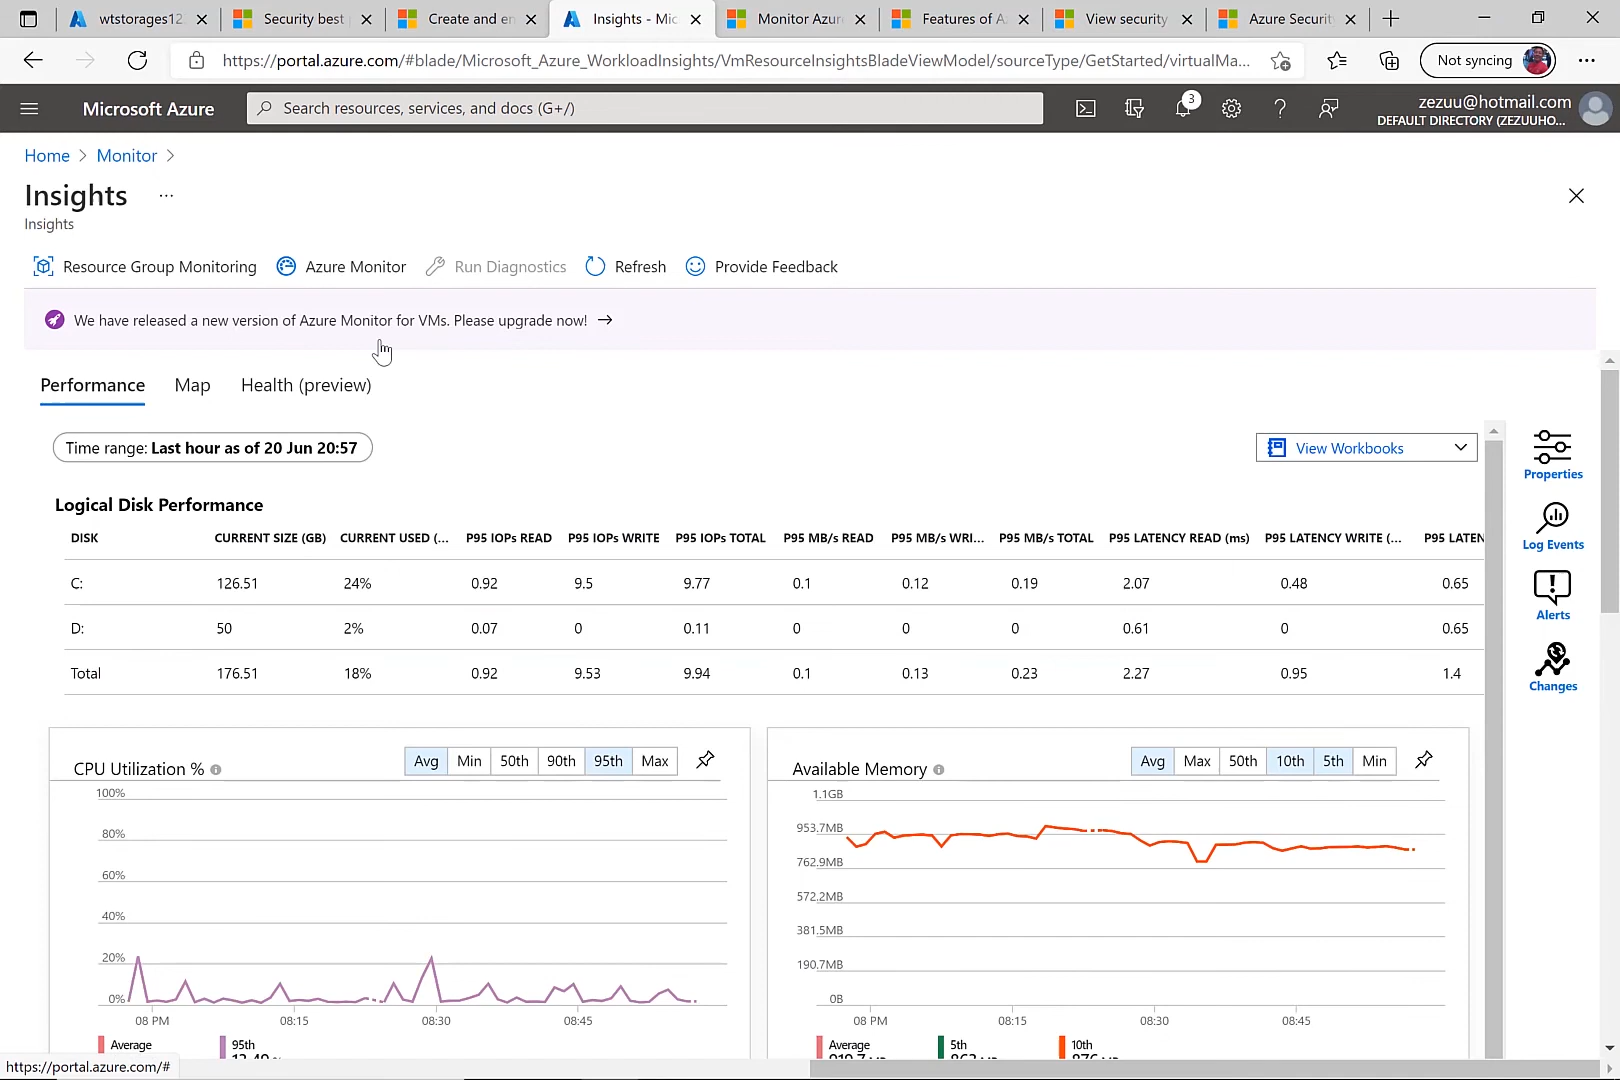 wtstorages12
Security best
Create and en
Insights - Mic
Monitor Azur
Features of A
View security
Azure Securit
https://portal.azure.com/#blade/Microsoft_Azure_WorkloadInsights/VmResourceInsightsBladeViewModel/sourceType/GetStarted/virtualMa...
Not syncing
Microsoft Azure
Search resources, services, and docs (G+/)
3
zezuu@hotmail.com
DEFAULT DIRECTORY (ZEZUUHO...
Home > Monitor >
Insights ...
Insights
Resource Group Monitoring
Azure Monitor
Run Diagnostics
Refresh
Provide Feedback
We have released a new version of Azure Monitor for VMs. Please upgrade now! →
Performance
Map
Health (preview)
Time range: Last hour as of 20 Jun 20:57
View Workbooks
Properties
Log Events
Alerts
Changes
Logical Disk Performance
DISK CURRENT SIZE (GB) CURRENT USED (... P95 IOPs READ P95 IOPs WRITE P95 IOPs TOTAL P95 MB/s READ P95 MB/s WRI... P95 MB/s TOTAL P95 LATENCY READ (ms) P95 LATENCY WRITE (... P95 LATEN
C: 126.51 24% 0.92 9.5 9.77 0.1 0.12 0.19 2.07 0.48 0.65
D: 50 2% 0.07 0 0.11 0 0 0 0.61 0 0.65
Total 176.51 18% 0.92 9.53 9.94 0.1 0.13 0.23 2.27 0.95 1.4
CPU Utilization %
Avg Min 50th 90th 95th Max
100%
80%
60%
40%
20%
0%
08 PM 08:15 08:30 08:45
Average
95th
Available Memory
Avg Max 50th 10th 5th Min
1.1GB
953.7MB
762.9MB
572.2MB
381.5MB
190.7MB
0B
08 PM 08:15 08:30 08:45
Average
5th
10th
https://portal.azure.com/#